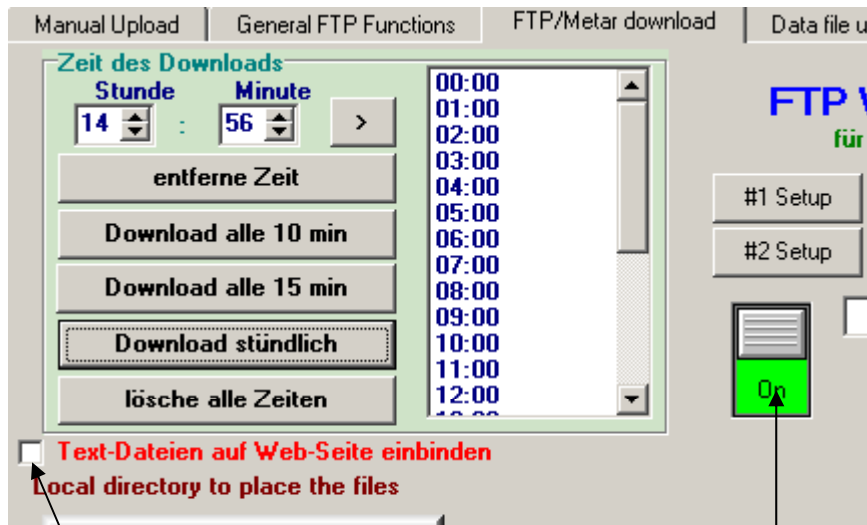 Manual Upload
General FTP Functions
FTP/Metar download
Data file
Zeit des Downloads
Stunde
Minute
14
:
56
>
entferne Zeit
Download alle 10 min
Download alle 15 min
Download stündlich
lösche alle Zeiten
00:00
01:00
02:00
03:00
04:00
05:00
06:00
07:00
08:00
09:00
10:00
11:00
12:00
FTP
für
#1 Setup
#2 Setup
On
Text-Dateien auf Web-Seite einbinden
Local directory to place the files